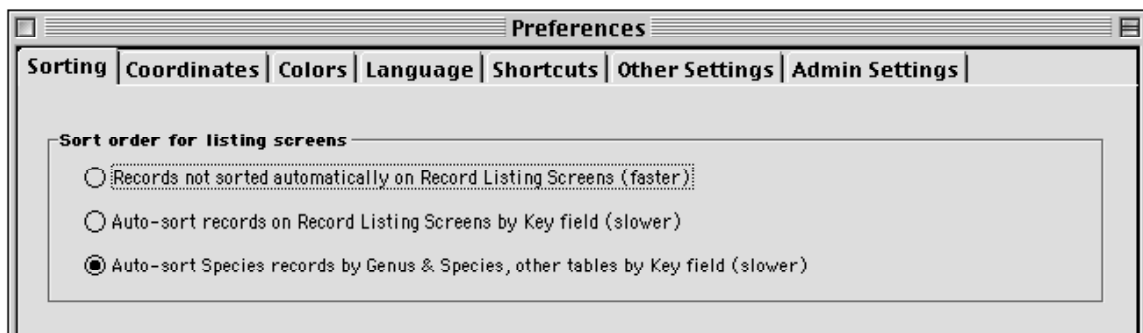 Preferences
Sorting Coordinates Colors Language Shortcuts Other Settings Admin Settings
Sort order for listing screens
Records not sorted automatically on Record Listing Screens (faster)
Auto-sort records on Record Listing Screens by Key field (slower)
Auto-sort Species records by Genus & Species, other tables by Key field (slower)